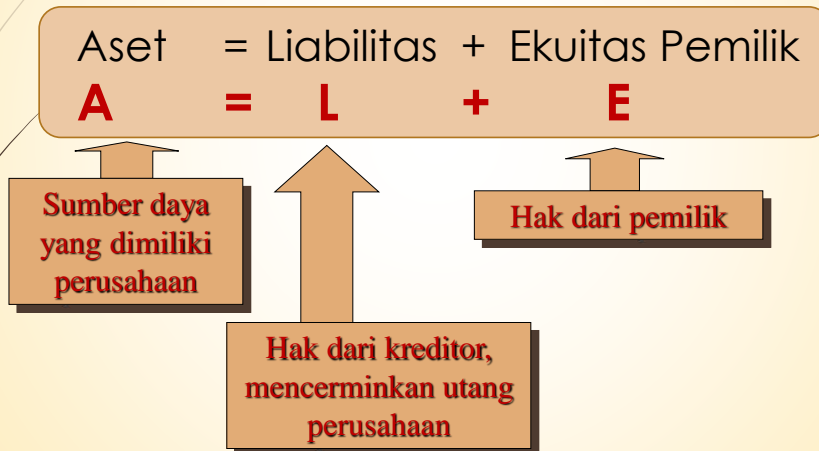 Aset = Liabilitas + Ekuitas Pemilik
A = L + E
Sumber daya
yang dimiliki
perusahaan
Hak dari pemilik
Hak dari kreditor,
mencerminkan utang
perusahaan